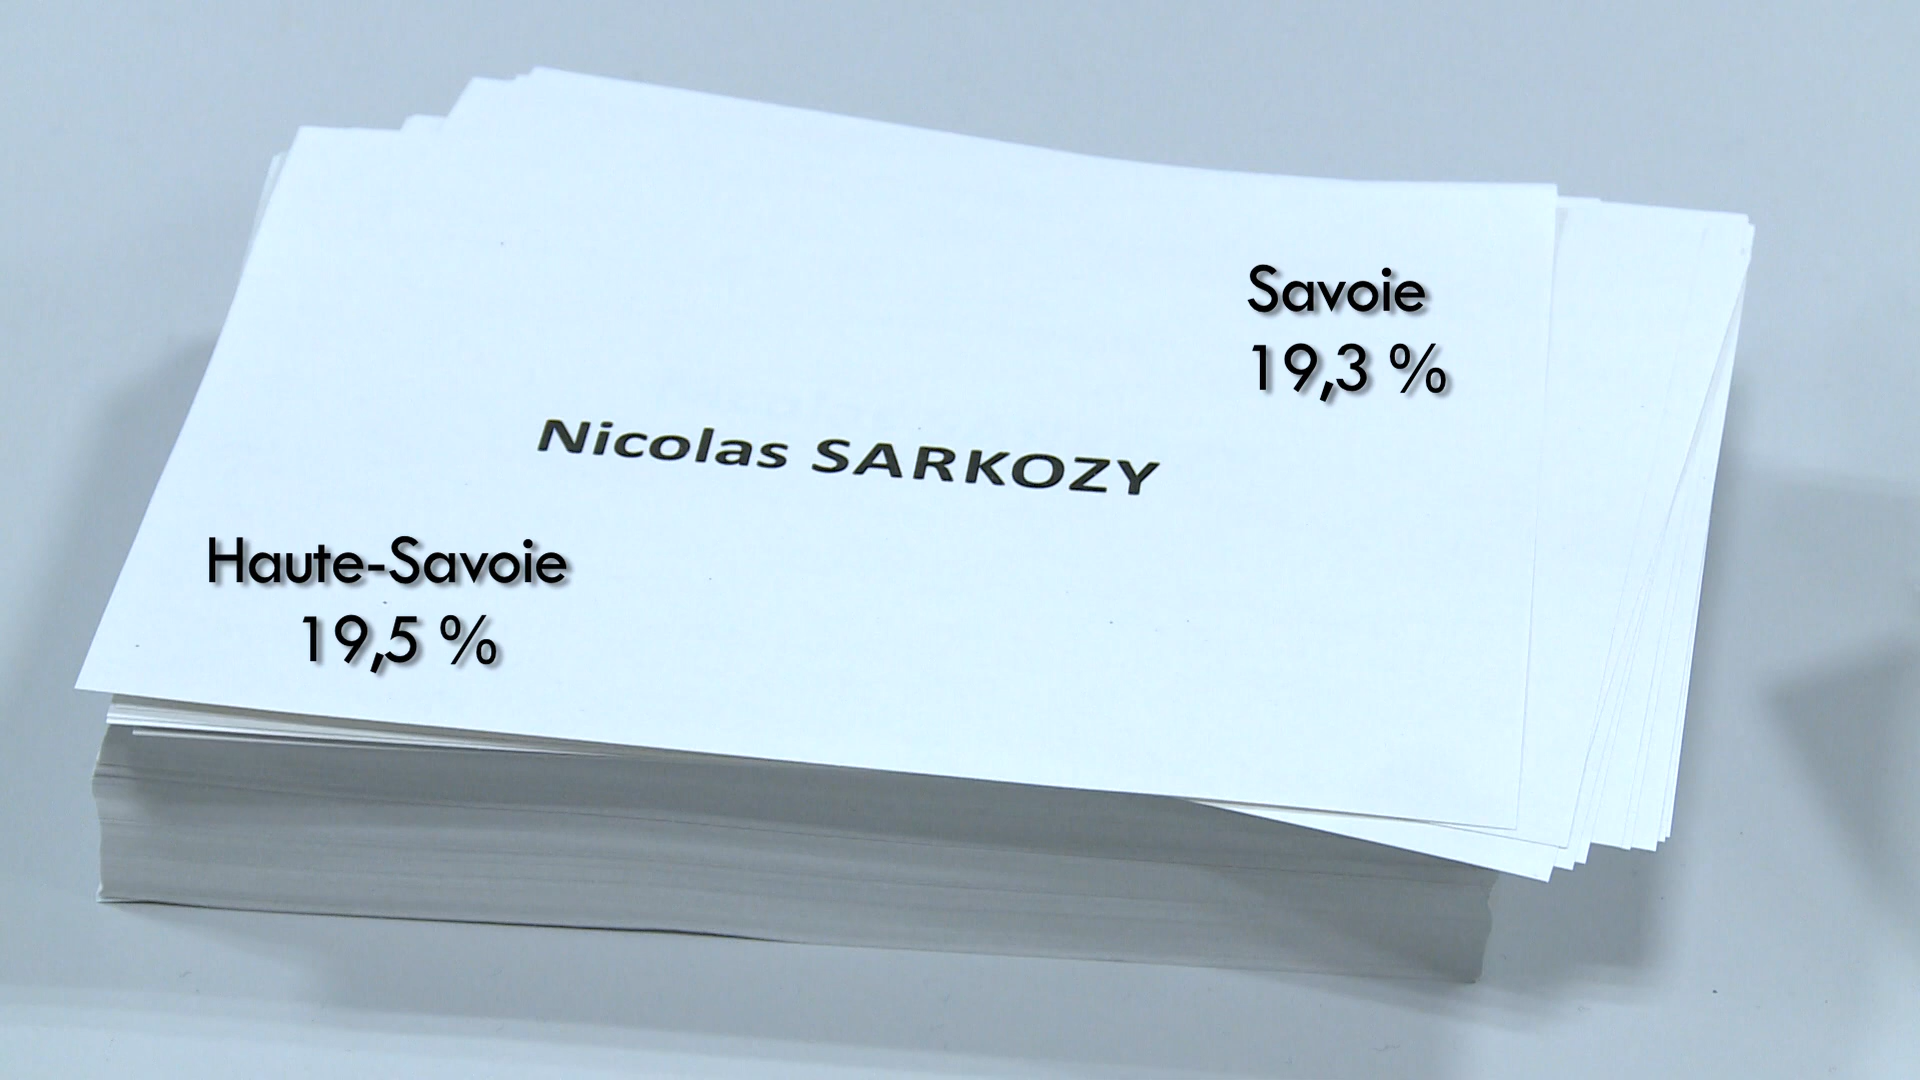 Savoie
19,3 %
Nicolas SARKOZY
Haute-Savoie
19,5 %